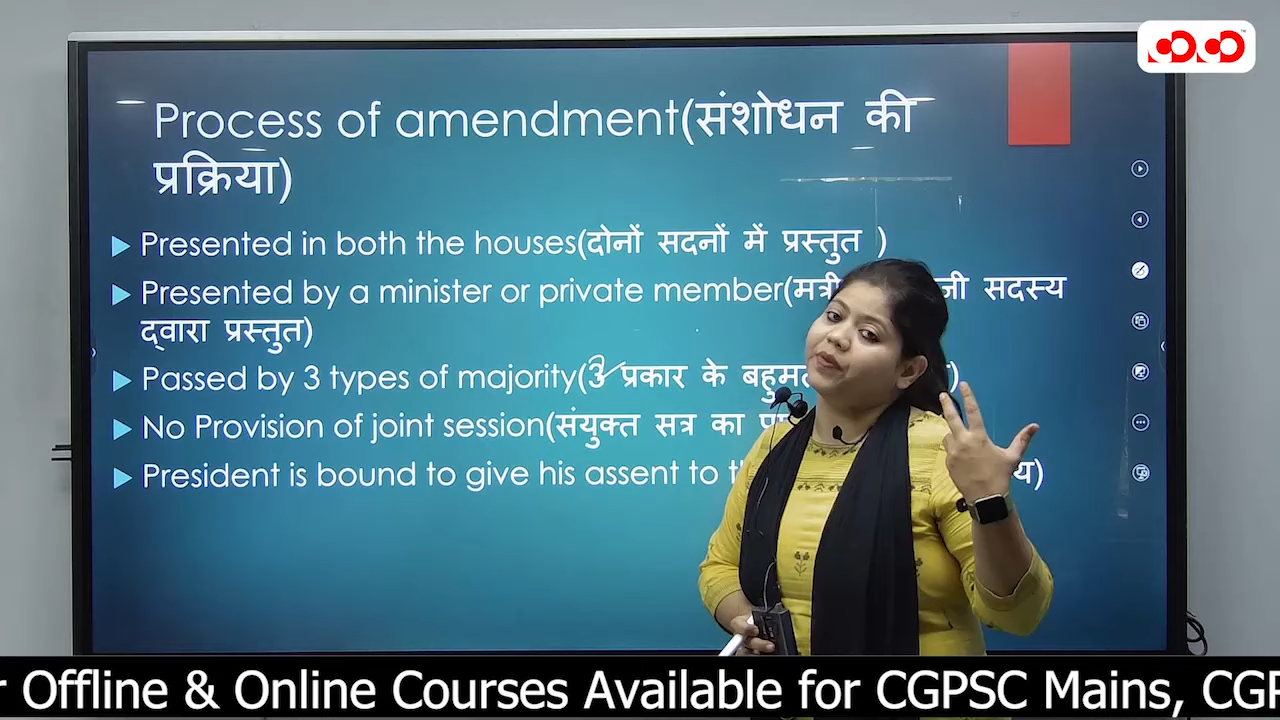 Process of amendment(संशोधन की
प्रक्रिया)
Presented in both the houses(दोनों सदनों में प्रस्तुत )
Presented by a minister or private member( सदस्य
द्वारा प्रस्तुत)
Passed by 3 types of majority(3 प्रकार के
No Provision of joint session(संयुक्त सत्र का
President is bound to give his assent to
Offline & Online Courses Available for CGPSC Mains,